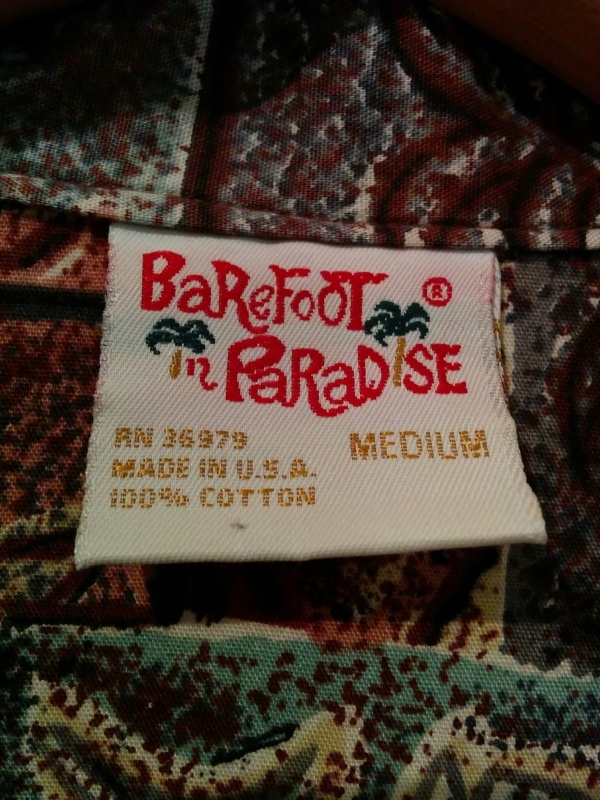 BaReFoOT ®
in PaRaDiSE
RN 36979
MADE IN U.S.A.
100% COTTON
MEDIUM